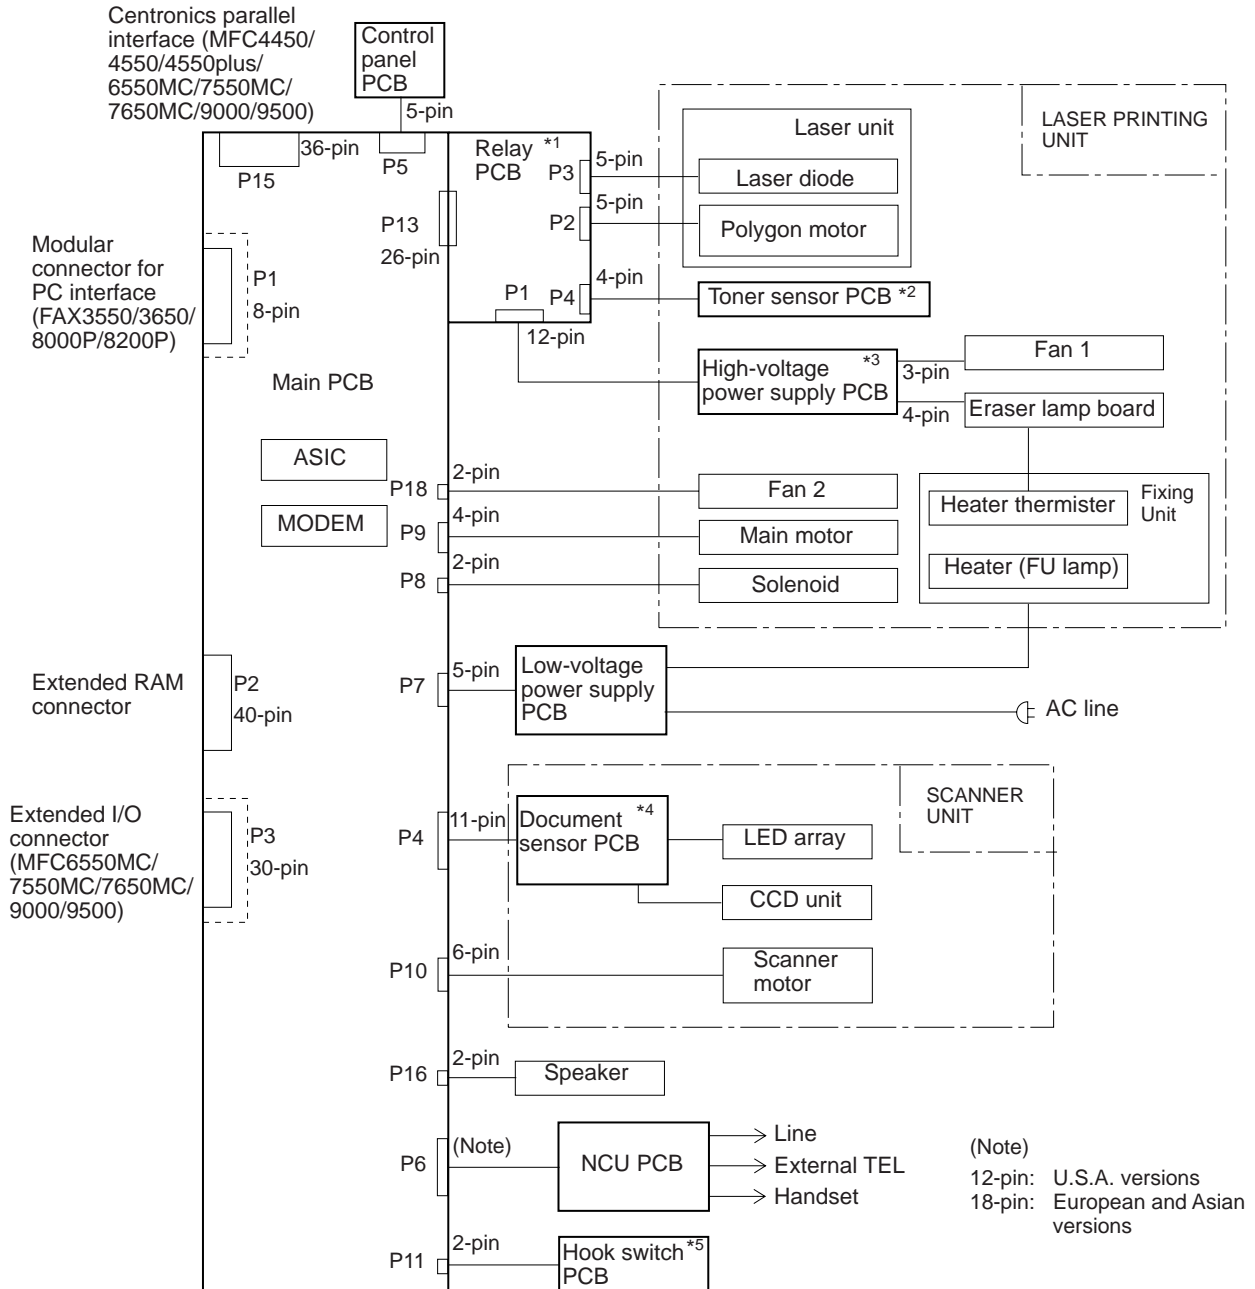 Centronics parallel
interface (MFC4450/
4550/4550plus/
6550MC/7550MC/
7650MC/9000/9500)
Control
panel
PCB
5-pin
36-pin
P15
P5
Relay *1
PCB
P3
5-pin
P2
5-pin
P4
4-pin
P1
12-pin
P13
26-pin
LASER PRINTING
UNIT
Laser unit
Laser diode
Polygon motor
Toner sensor PCB *2
High-voltage *3
power supply PCB
3-pin
Fan 1
4-pin
Eraser lamp board
Modular
connector for
PC interface
(FAX3550/3650/
8000P/8200P)
P1
8-pin
Main PCB
ASIC
MODEM
P18
2-pin
Fan 2
P9
4-pin
Main motor
P8
2-pin
Solenoid
Heater thermister
Fixing
Unit
Heater (FU lamp)
Extended RAM
connector
P2
40-pin
P7
5-pin
Low-voltage
power supply
PCB
AC line
Extended I/O
connector
(MFC6550MC/
7550MC/7650MC/
9000/9500)
P3
30-pin
P4
11-pin
Document *4
sensor PCB
SCANNER
UNIT
LED array
CCD unit
P10
6-pin
Scanner
motor
P16
2-pin
Speaker
P6
(Note)
NCU PCB
Line
External TEL
Handset
(Note)
12-pin: U.S.A. versions
18-pin: European and Asian
versions
P11
2-pin
Hook switch *5
PCB